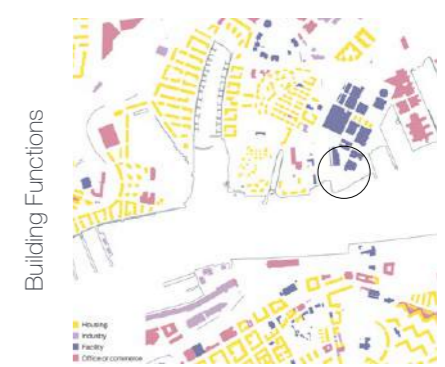 Building Functions
Housing
Industry
Facility
Office or commerce